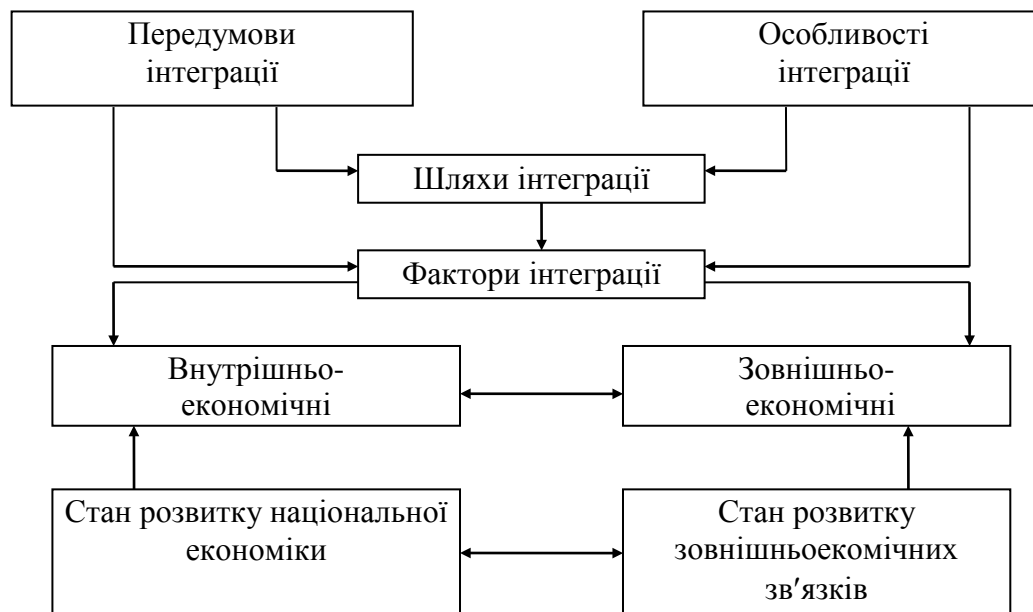 Передумови
інтеграції
Особливості
інтеграції
Шляхи інтеграції
Фактори інтеграції
Внутрішньо-
економічні
Зовнішньо-
економічні
Стан розвитку національної
економіки
Стан розвитку
зовнішньоекомічних
зв′язків